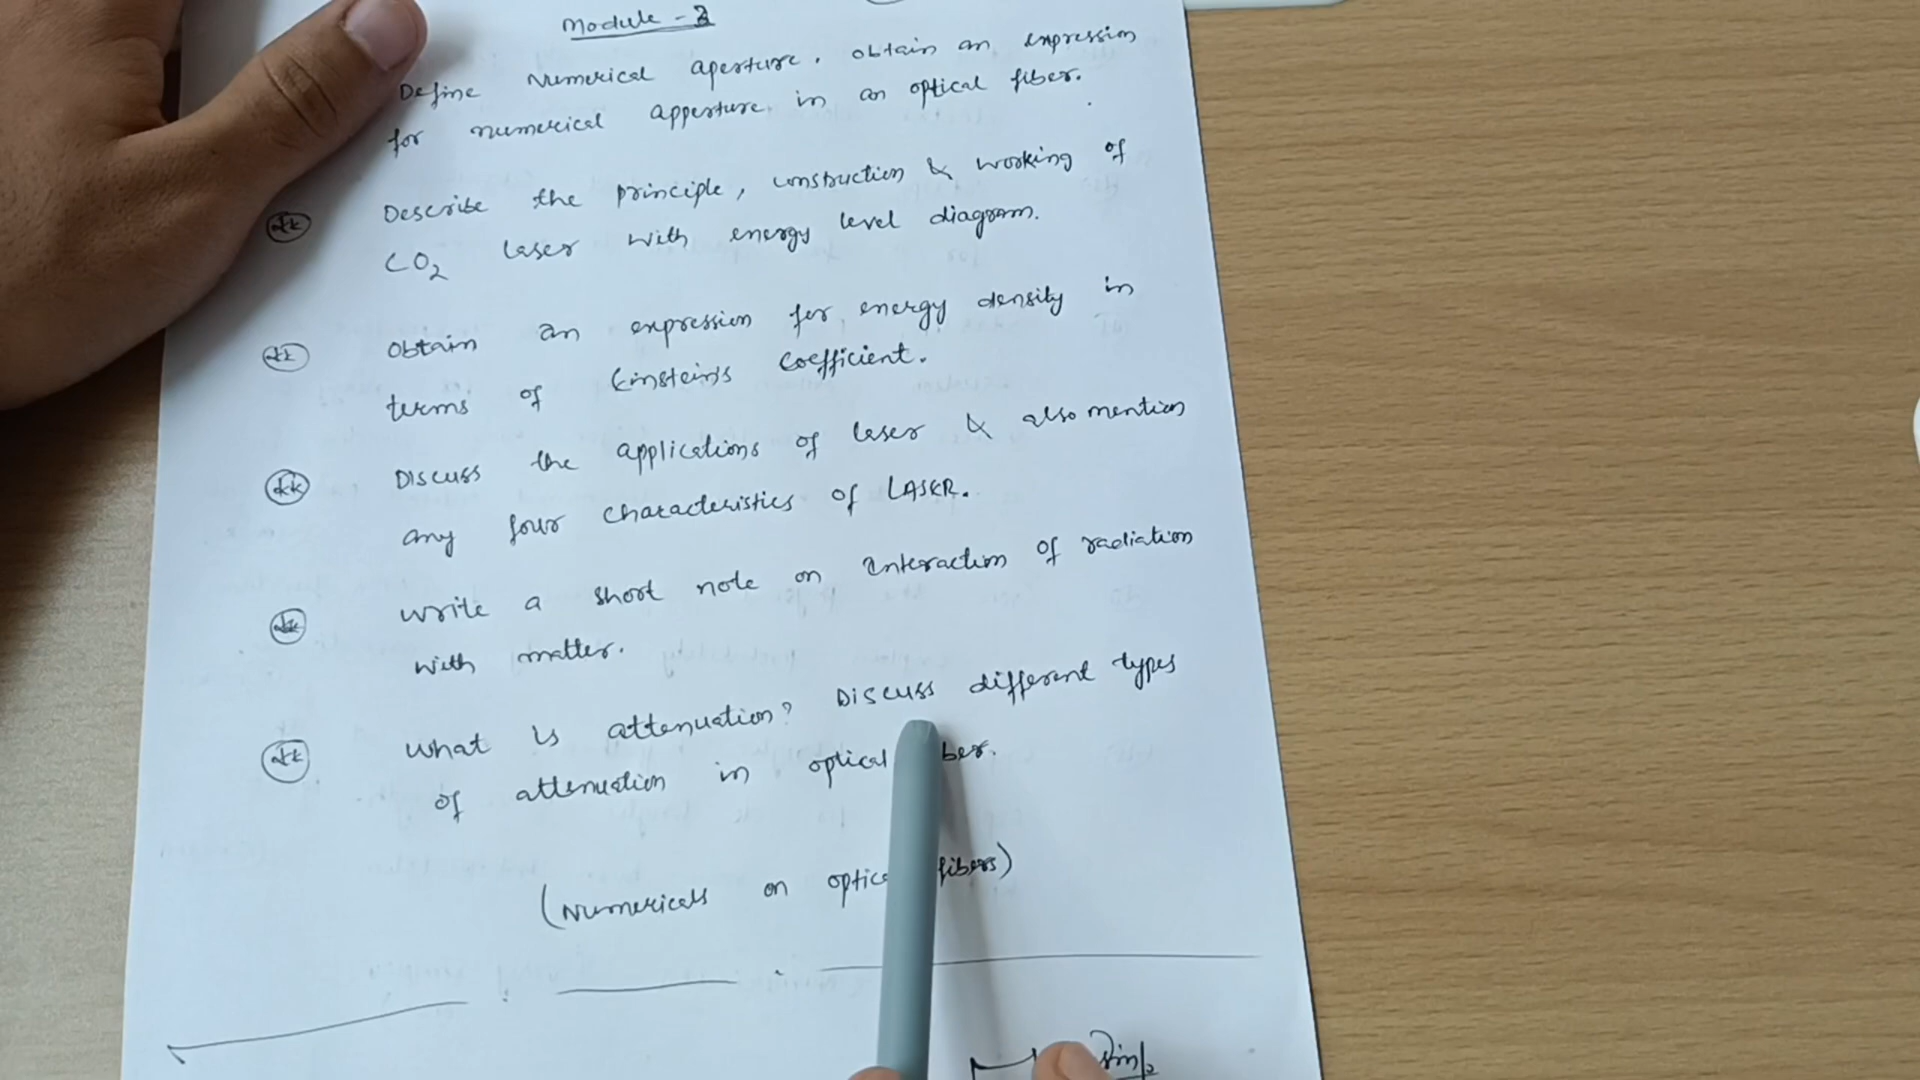 Module - 3
Define Numerical aperture. obtain an expression
for numerical apperture in an optical fiber.
Describe the principle, construction & working of
CO2 laser with energy level diagram.
Obtain an expression for energy density in
terms of Einstein's Coefficient.
Discuss the applications of laser & also mention
any four characteristics of LASER.
write a short note on Interaction of radiation
with matter.
What is attenuation? Discuss different types
of attenuation in optical ber.
(Numericals on optic fibers)